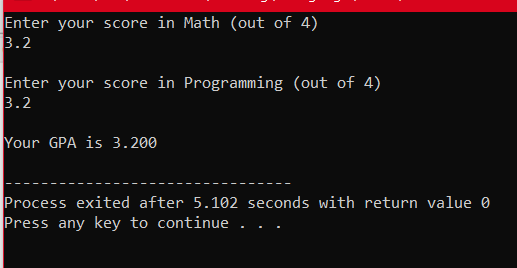 Enter your score in Math (out of 4)
3.2
Enter your score in Programming (out of 4)
3.2
Your GPA is 3.200
--------------------------------
Process exited after 5.102 seconds with return value 0
Press any key to continue . . .